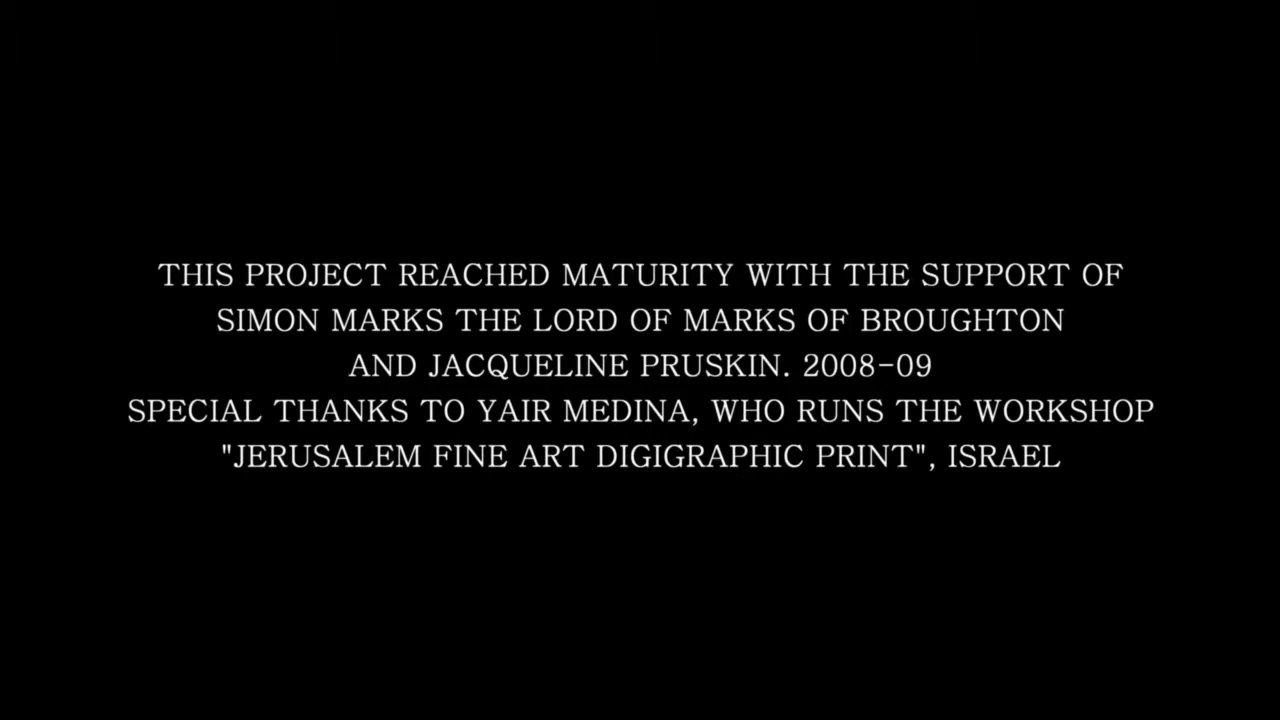 THIS PROJECT REACHED MATURITY WITH THE SUPPORT OF
SIMON MARKS THE LORD OF MARKS OF BROUGHTON
AND JACQUELINE PRUSKIN. 2008-09
SPECIAL THANKS TO YAIR MEDINA, WHO RUNS THE WORKSHOP
"JERUSALEM FINE ART DIGIGRAPHIC PRINT", ISRAEL